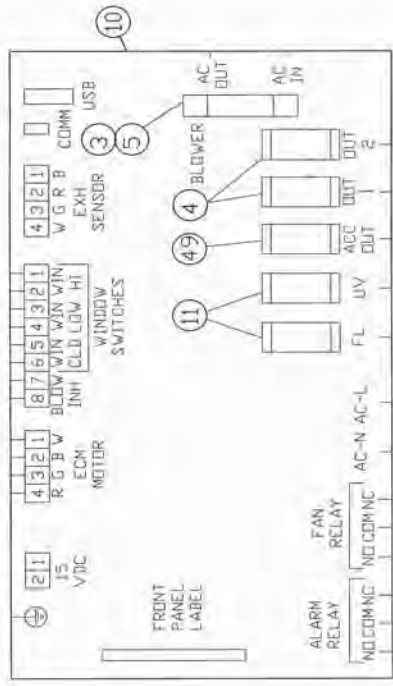 10
2 1
15
VDC
4 3 2 1
R G B W
ECM
MOTOR
8 7 6 5 4 3 2 1
BLOW WIN WIN WIN
INH CLD LOW HI
WINDOW
SWITCHES
4 3 2 1
W G R B
EXH
SENSOR
COMM
USB
3
5
FRONT
PANEL
LABEL
11
49
4
BLOWER
AC
OUT
AC
IN
FL
UV
ACC
OUT
OUT
1
OUT
2
ALARM
RELAY
NO COM NC
FAN
RELAY
NO COM NC
AC-N AC-L